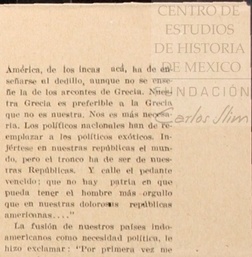 CENTRO DE
ESTUDIOS
DE HISTORIA
DE MEXICO
FUNDACIÓN
Carlos Slim
América, de los incas acá, ha de en-
señarse al dedillo, aunque no se ense-
ñe la de los arcontes de Grecia. Nues-
tra Grecia es preferible a la Grecia
que no es nuestra. Nos es más necesa-
ria. Los políticos nacionales han de re-
emplazar a los políticos exóticos. In-
jértese en nuestras repúblicas el mun-
do, pero el tronco ha de ser de nues-
tras Repúblicas. Y calle el pedante
vencido; que no hay patria en que
pueda tener el hombre más orgullo
que en nuestras dolorosas repúblicas
americanas...."
La fusión de nuestros países indo-
americanos como necesidad política, le
hizo exclamar: "Por primera vez me